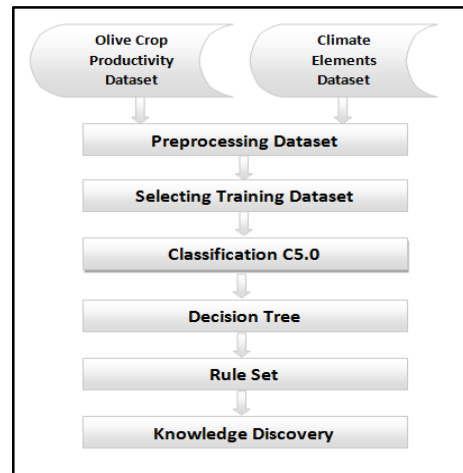 Olive Crop
Productivity
Dataset
Climate
Elements
Dataset
Preprocessing Dataset
Selecting Training Dataset
Classification C5.0
Decision Tree
Rule Set
Knowledge Discovery